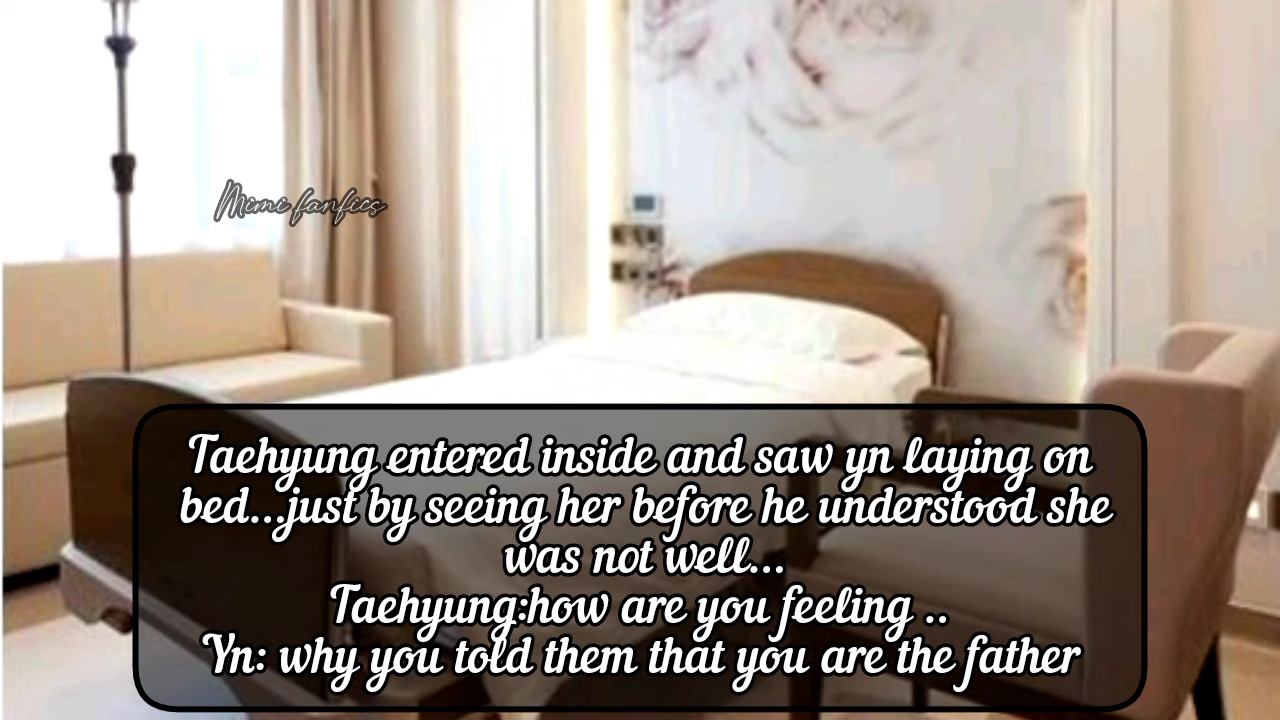 Mimi fanfics
Taehyung entered inside and saw yn laying on
bed...just by seeing her before he understood she
was not well...
Taehyung:how are you feeling ..
Yn: why you told them that you are the father